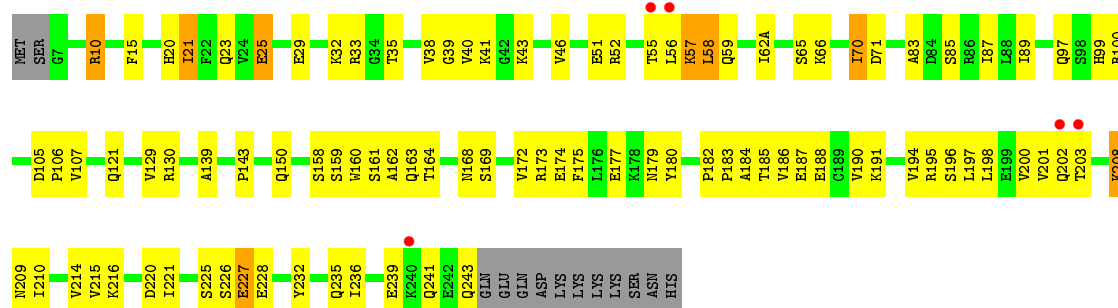 MET SER G7 R10 F15 H20 I21 F22 Q23 V24 E25 E29 K32 R33 G34 T35 V38 G39 V40 K41 G42 K43 V46 E51 R52 T55 L56 K57 L58 Q59 I62A S65 K66 I70 D71 A83 D84 S85 R86 I87 L88 I89 Q97 S98 H99 R100
D105 P106 V107 Q121 V129 R130 A139 P143 Q150 S158 S159 W160 S161 A162 Q163 T164 N168 S169 V172 R173 E174 F175 L176 E177 K178 N179 Y180 P182 P183 A184 T185 V186 E187 E188 C189 V190 K191 V194 R195 S196 L197 L198 E199 V200 V201 Q202 T203 K208
N209 I210 V214 V215 K216 D220 I221 S225 S226 E227 E228 Y232 Q235 I236 E239 K240 Q241 E242 Q243 GLN GLU GLN ASP LYS LYS LYS LYS SER ASN HIS